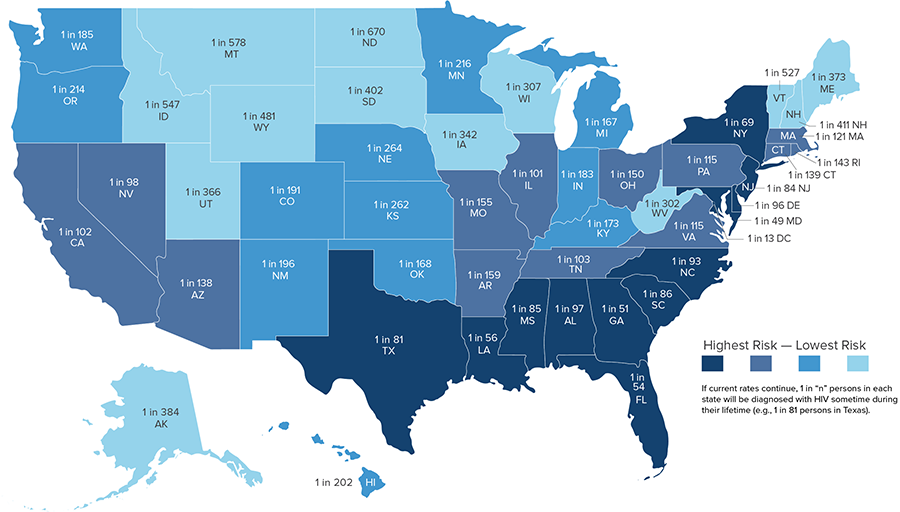 1 in 185
WA
1 in 578
MT
1 in 670
ND
1 in 216
MN
1 in 214
OR
1 in 547
ID
1 in 481
WY
1 in 402
SD
1 in 307
WI
1 in 167
MI
1 in 527
VT
1 in 373
ME
NH
1 in 411 NH
1 in 69
NY
MA
1 in 121 MA
CT
1 in 143 RI
1 in 139 CT
1 in 98
NV
1 in 366
UT
1 in 191
CO
1 in 264
NE
1 in 342
IA
1 in 101
IL
1 in 183
IN
1 in 150
OH
1 in 115
PA
NJ
1 in 84 NJ
1 in 96 DE
1 in 49 MD
1 in 13 DC
1 in 102
CA
1 in 262
KS
1 in 155
MO
1 in 173
KY
1 in 302
WV
1 in 115
VA
1 in 138
AZ
1 in 196
NM
1 in 168
OK
1 in 159
AR
1 in 103
TN
1 in 93
NC
1 in 81
TX
1 in 56
LA
1 in 85
MS
1 in 97
AL
1 in 51
GA
1 in 86
SC
1 in
54
FL
1 in 384
AK
1 in 202
HI
Highest Risk — Lowest Risk
If current rates continue, 1 in “n” persons in each
state will be diagnosed with HIV sometime during
their lifetime (e.g., 1 in 81 persons in Texas).